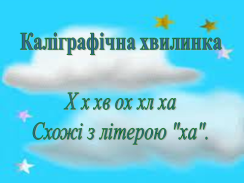 Каліграфічна хвилинка
Х х хв ох хл ха
Схожі з літерою "ха".